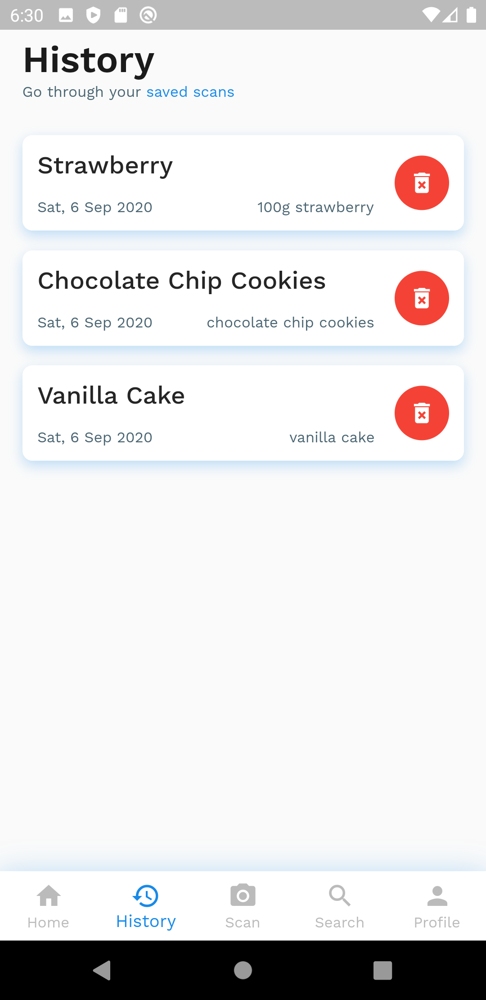 6:30
History
Go through your saved scans
Strawberry
Sat, 6 Sep 2020 100g strawberry
Chocolate Chip Cookies
Sat, 6 Sep 2020 chocolate chip cookies
Vanilla Cake
Sat, 6 Sep 2020 vanilla cake
Home History Scan Search Profile